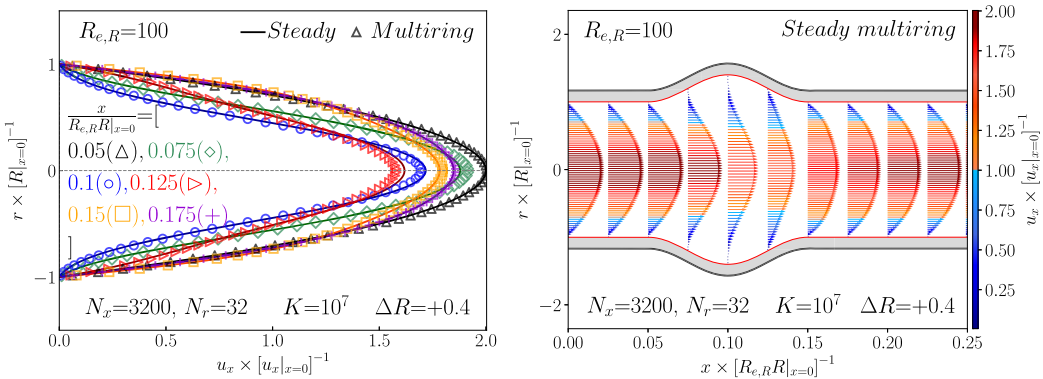 R_{e,R}=100
Steady
Multiring
\frac{x}{R_{e,R}R|_{x=0}}=[
0.05(△), 0.075(◇),
0.1(○), 0.125(▷),
0.15(□), 0.175(+)
]
N_x=3200, N_r=32 K=10^7 ΔR=+0.4
1
0
−1
r × [R|_{x=0}]^{-1}
0.0 0.5 1.0 1.5 2.0
u_x × [u_x|_{x=0}]^{-1}
R_{e,R}=100
Steady multiring
N_x=3200, N_r=32 K=10^7 ΔR=+0.4
2
0
−2
r × [R|_{x=0}]^{-1}
0.00 0.05 0.10 0.15 0.20 0.25
x × [R_{e,R}R|_{x=0}]^{-1}
2.00
1.75
1.50
1.25
1.00
0.75
0.50
0.25
u_x × [u_x|_{x=0}]^{-1}